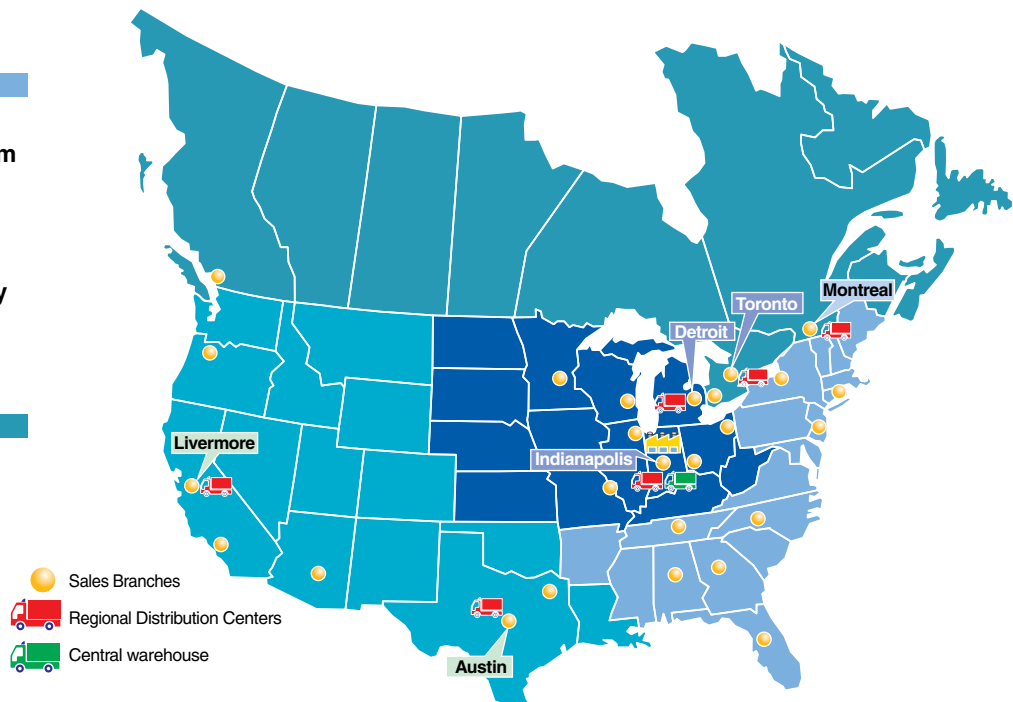 m
y
Montreal
Toronto
Detroit
Livermore
Indianapolis
Sales Branches
Regional Distribution Centers
Central warehouse
Austin